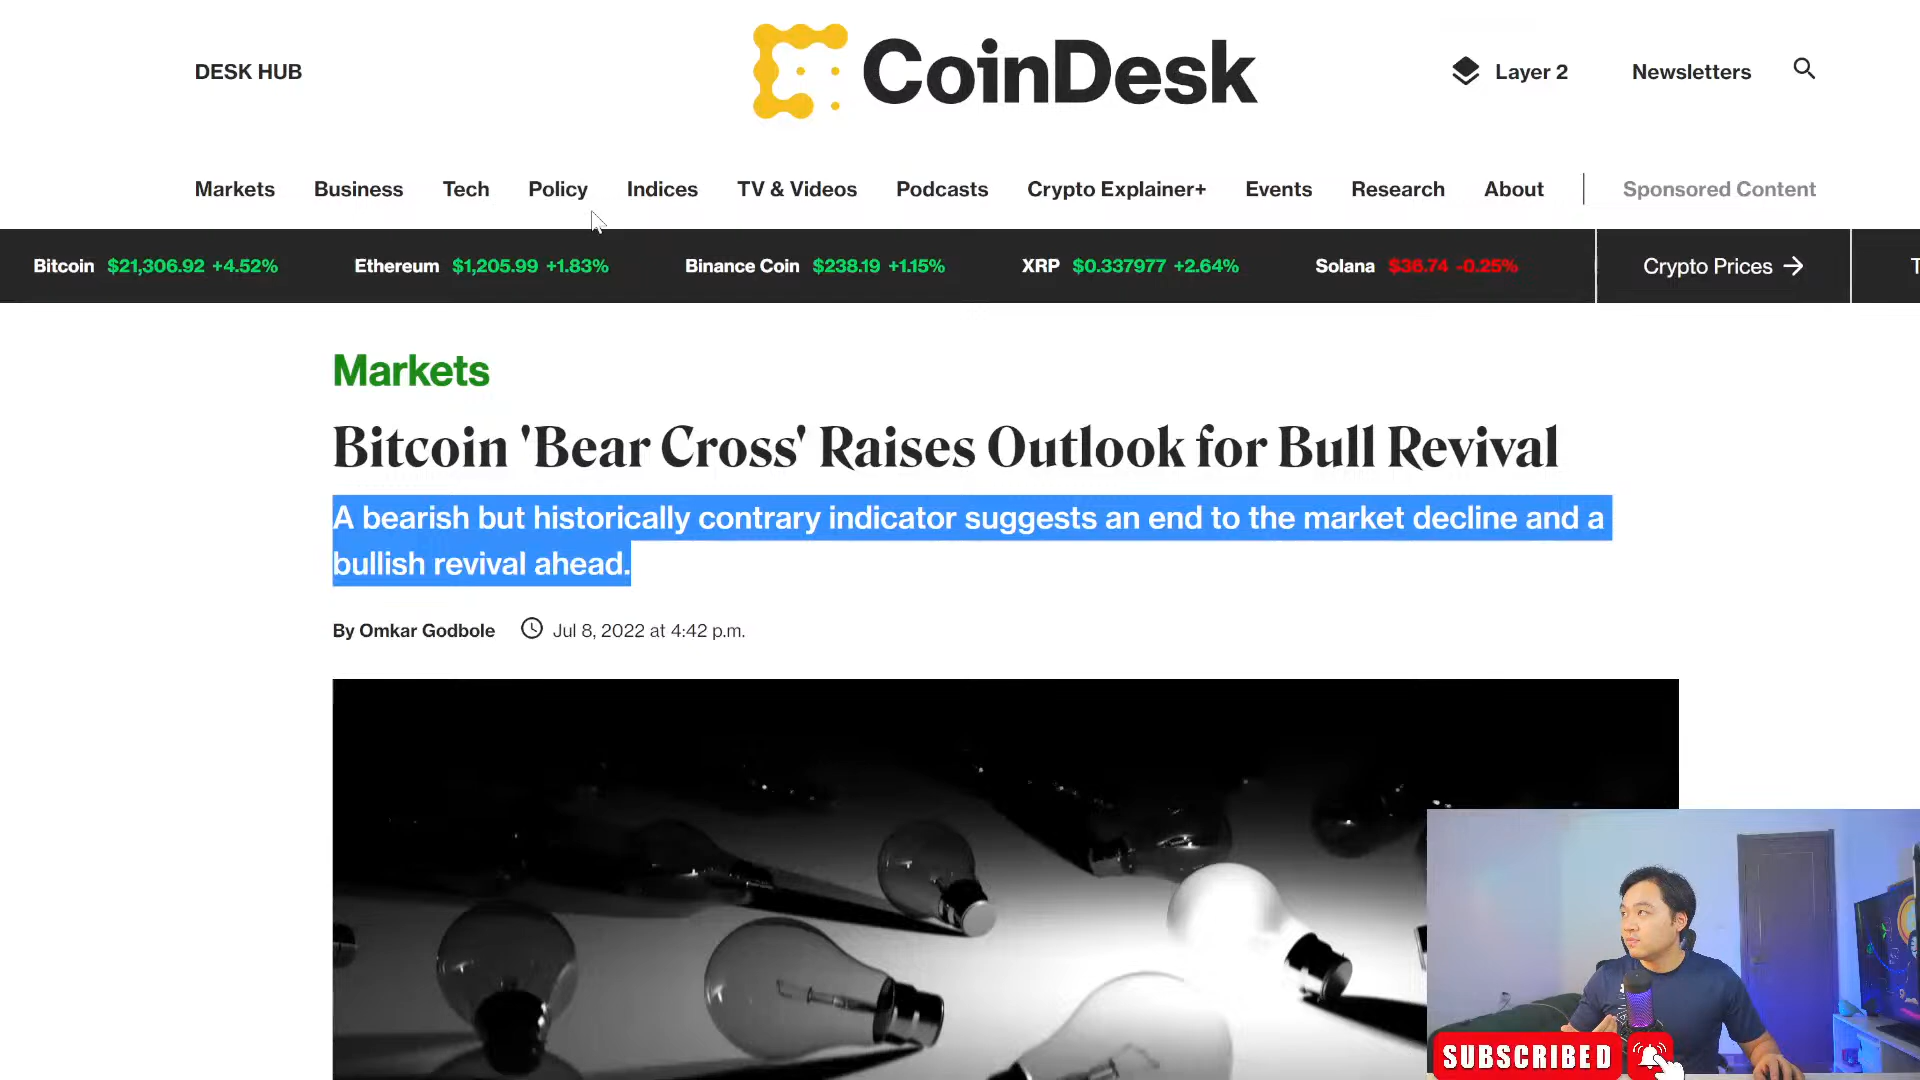 DESK HUB
CoinDesk
Layer 2
Newsletters
Markets Business Tech Policy Indices TV & Videos Podcasts Crypto Explainer+ Events Research About Sponsored Content
Bitcoin $21,306.92 +4.52% Ethereum $1,205.99 +1.83% Binance Coin $238.19 +1.15% XRP $0.337977 +2.64% Solana $36.74 -0.25% Crypto Prices →
Markets
Bitcoin 'Bear Cross' Raises Outlook for Bull Revival
A bearish but historically contrary indicator suggests an end to the market decline and a
bullish revival ahead.
By Omkar Godbole Jul 8, 2022 at 4:42 p.m.
SUBSCRIBED